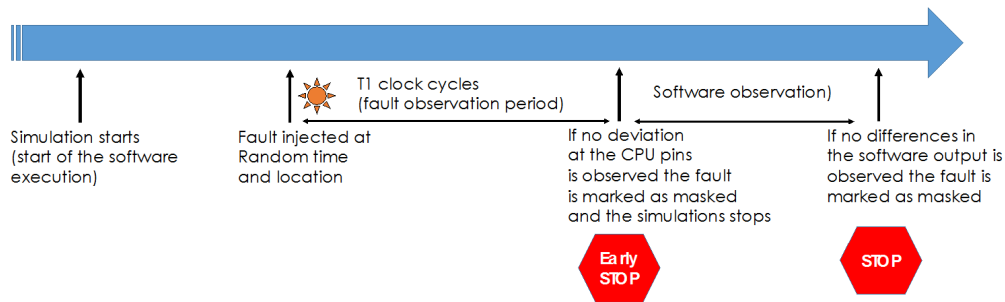 T1 clock cycles
(fault observation period)
Software observation)
Simulation starts
(start of the software
execution)
Fault injected at
Random time
and location
If no deviation
at the CPU pins
is observed the fault
is marked as masked
and the simulations stops
If no differences in
the software output is
observed the fault is
marked as masked
Early
STOP
STOP